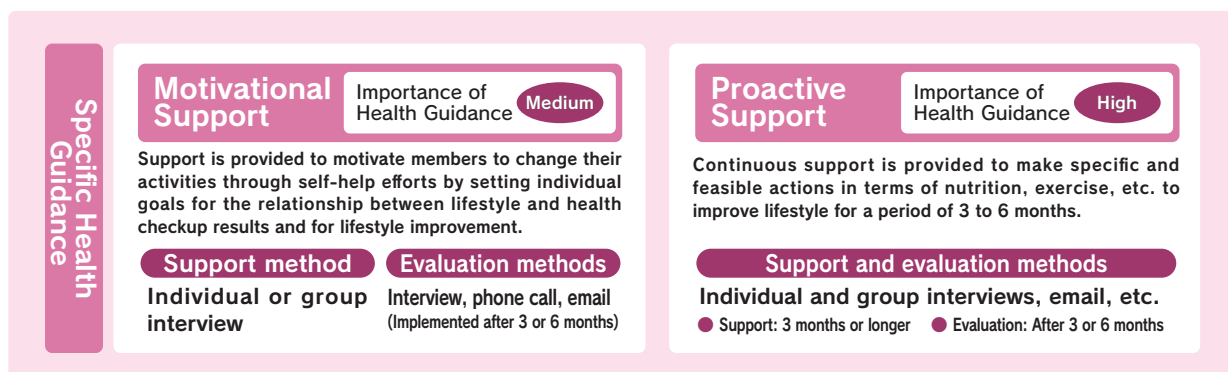 Specific Health
Guidance
Motivational
Support
Importance of
Health Guidance
Medium
Support is provided to motivate members to change their
activities through self-help efforts by setting individual
goals for the relationship between lifestyle and health
checkup results and for lifestyle improvement.
Support method
Individual or group
interview
Evaluation methods
Interview, phone call, email
(Implemented after 3 or 6 months)
Proactive
Support
Importance of
Health Guidance
High
Continuous support is provided to make specific and
feasible actions in terms of nutrition, exercise, etc. to
improve lifestyle for a period of 3 to 6 months.
Support and evaluation methods
Individual and group interviews, email, etc.
● Support: 3 months or longer ● Evaluation: After 3 or 6 months